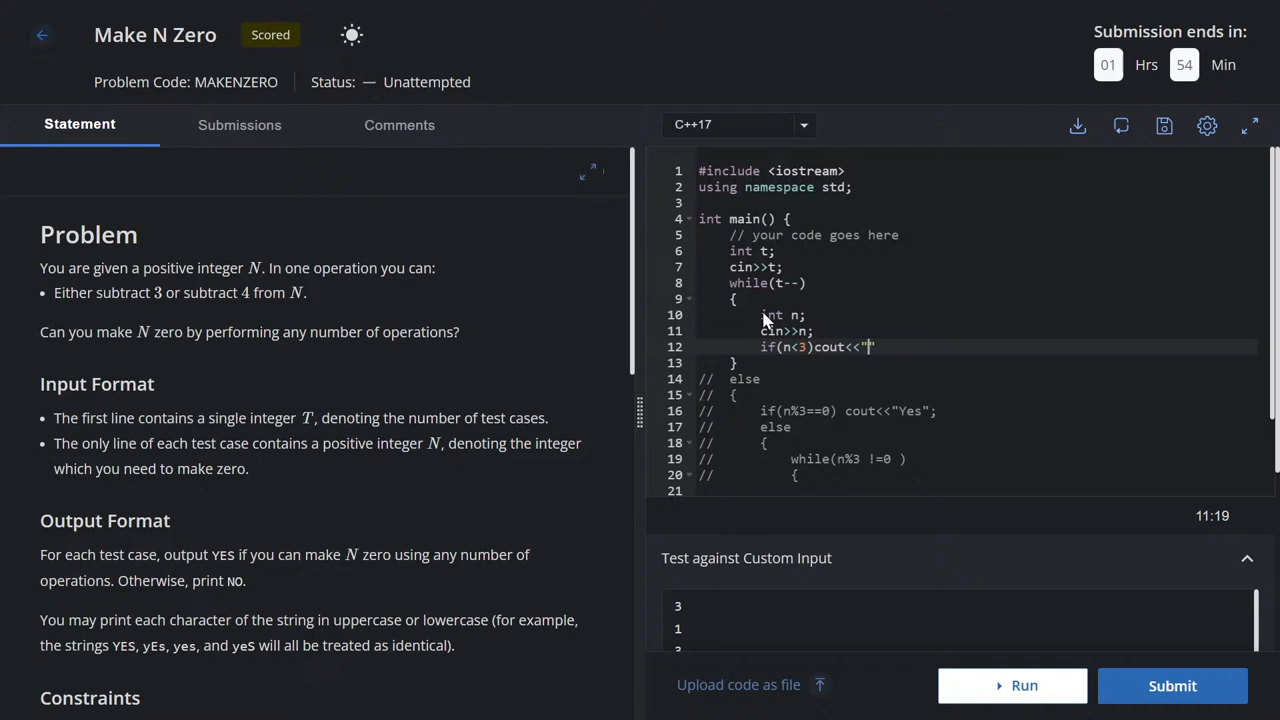 Make N Zero
Scored
Submission ends in:
01 Hrs 54 Min
Problem Code: MAKENZERO
Status: — Unattempted
Statement
Submissions
Comments
Problem
You are given a positive integer N. In one operation you can:
• Either subtract 3 or subtract 4 from N.
Can you make N zero by performing any number of operations?
Input Format
• The first line contains a single integer T, denoting the number of test cases.
• The only line of each test case contains a positive integer N, denoting the integer
which you need to make zero.
Output Format
For each test case, output YES if you can make N zero using any number of
operations. Otherwise, print NO.
You may print each character of the string in uppercase or lowercase (for example,
the strings YES, yEs, yes, and yeS will all be treated as identical).
Constraints
C++17
1 #include <iostream>
2 using namespace std;
3
4 int main() {
5 // your code goes here
6 int t;
7 cin>>t;
8 while(t--)
9 {
10 int n;
11 cin>>n;
12 if(n<3)cout<<""
13 }
14 // else
15 // {
16 // if(n%3==0) cout<<"Yes";
17 // else
18 // {
19 // while(n%3 !=0 )
20 // {
21
11:19
Test against Custom Input
3
1
Upload code as file
Run
Submit